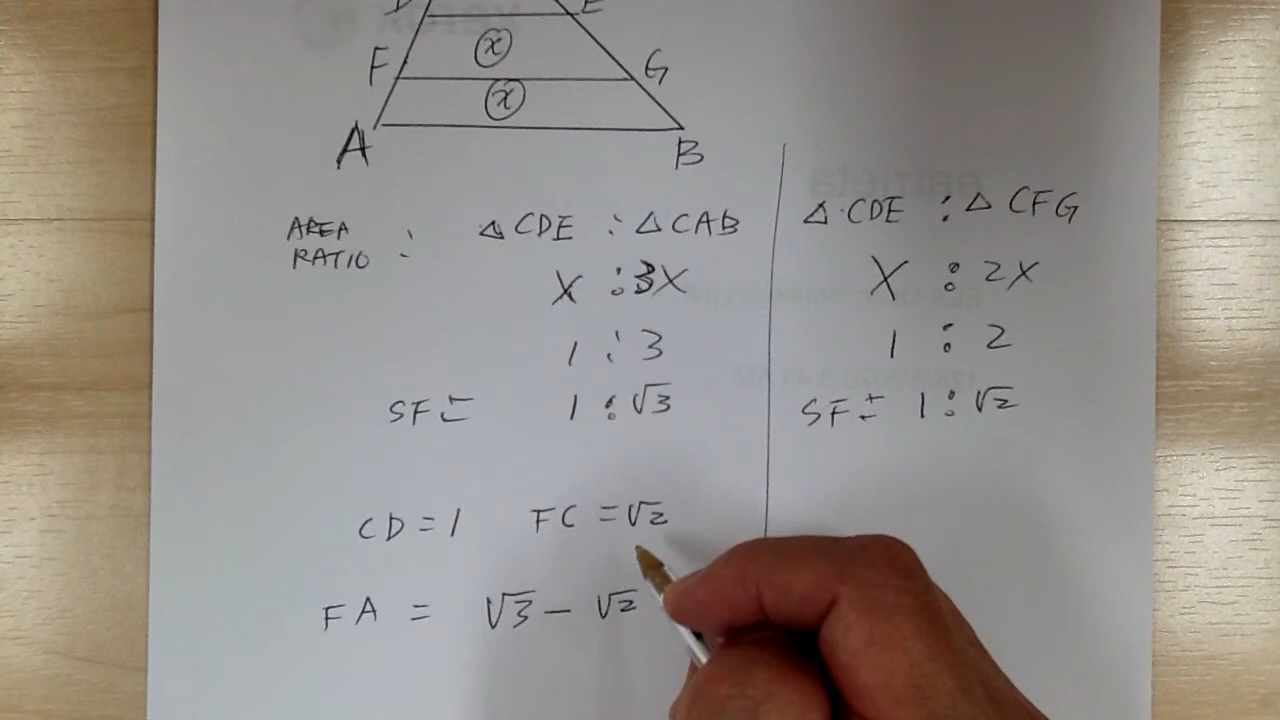 D E
F ⓧ G
ⓧ
A B
AREA RATIO : △CDE : △CAB
X : 3X
1 : 3
SF = 1 : √3
△CDE : △CFG
X : 2X
1 : 2
SF = 1 : √2
CD = 1 FC = √2
FA = √3 - √2